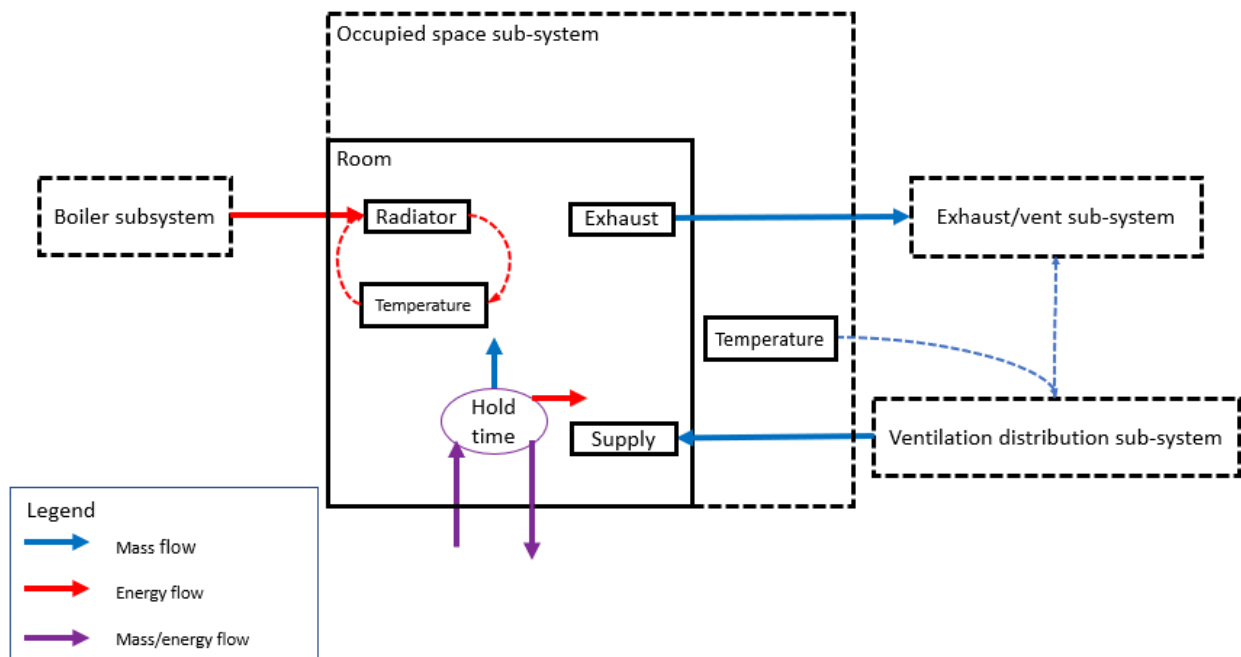 Occupied space sub-system
Room
Boiler subsystem
Radiator
Exhaust
Exhaust/vent sub-system
Temperature
Temperature
Hold
time
Supply
Ventilation distribution sub-system
Legend
Mass flow
Energy flow
Mass/energy flow